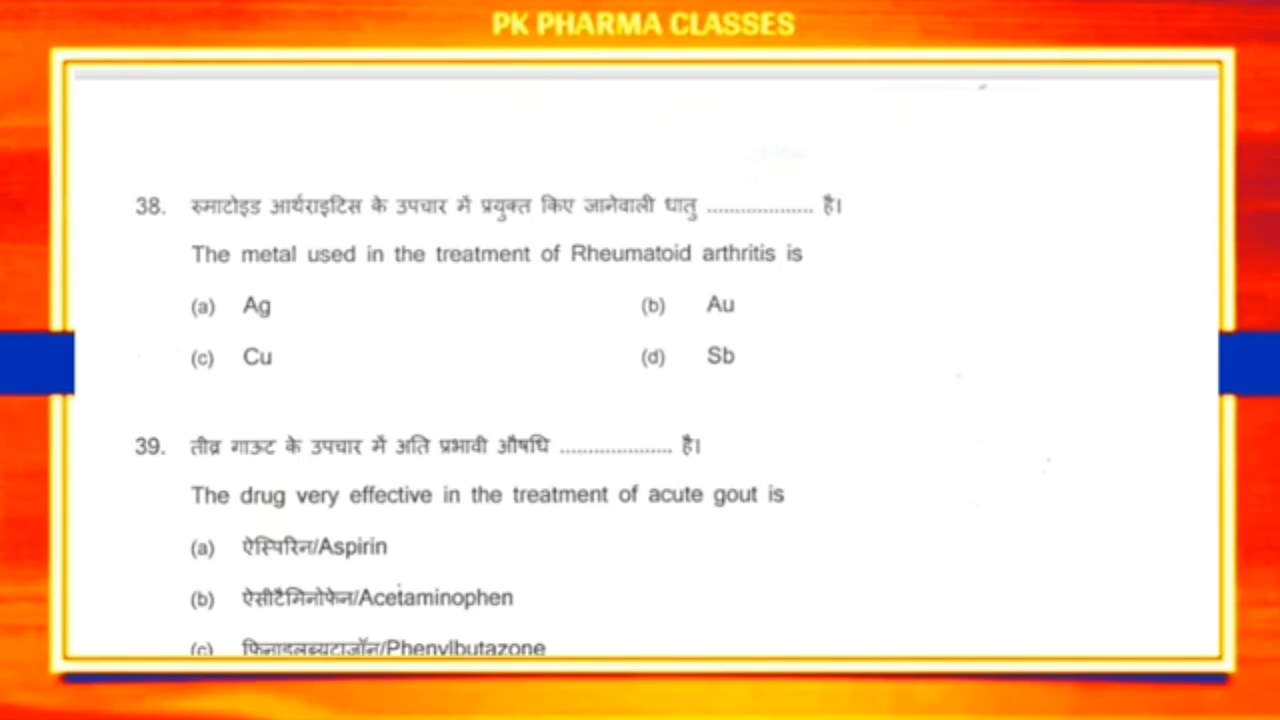 PK PHARMA CLASSES
38. रुमाटोइड आर्थराइटिस के उपचार में प्रयुक्त किए जानेवाली धातु ................... है।
The metal used in the treatment of Rheumatoid arthritis is
(a) Ag (b) Au
(c) Cu (d) Sb
39. तीव्र गाऊट के उपचार में अति प्रभावी औषधि .................... है।
The drug very effective in the treatment of acute gout is
(a) ऐस्पिरिन/Aspirin
(b) ऐसीटैमिनोफेन/Acetaminophen
(c) फिनाइलब्यूटाजॉन/Phenylbutazone